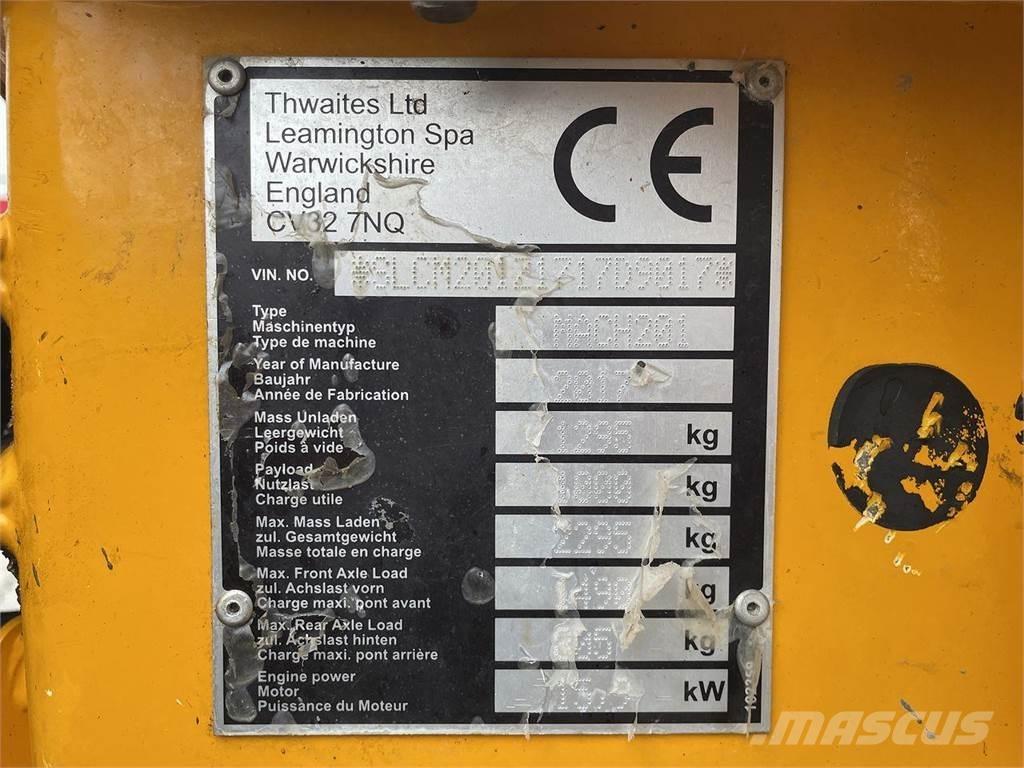 Thwaites Ltd
Leamington Spa
Warwickshire
England
CV32 7NQ
CE
VIN. NO.
Type
Maschinentyp
Type de machine
MACH201
Year of Manufacture
Baujahr
Année de Fabrication
2017
Mass Unladen
Leergewicht
Poids à vide
1295 kg
Payload
Nutzlast
Charge utile
1000 kg
Max. Mass Laden
zul. Gesamtgewicht
Masse totale en charge
2295 kg
Max. Front Axle Load
zul. Achslast vorn
Charge maxi. pont avant
kg
Max. Rear Axle Load
zul. Achslast hinten
Charge maxi. pont arrière
kg
Engine power
Motor
Puissance du Moteur
kW
MASCUS